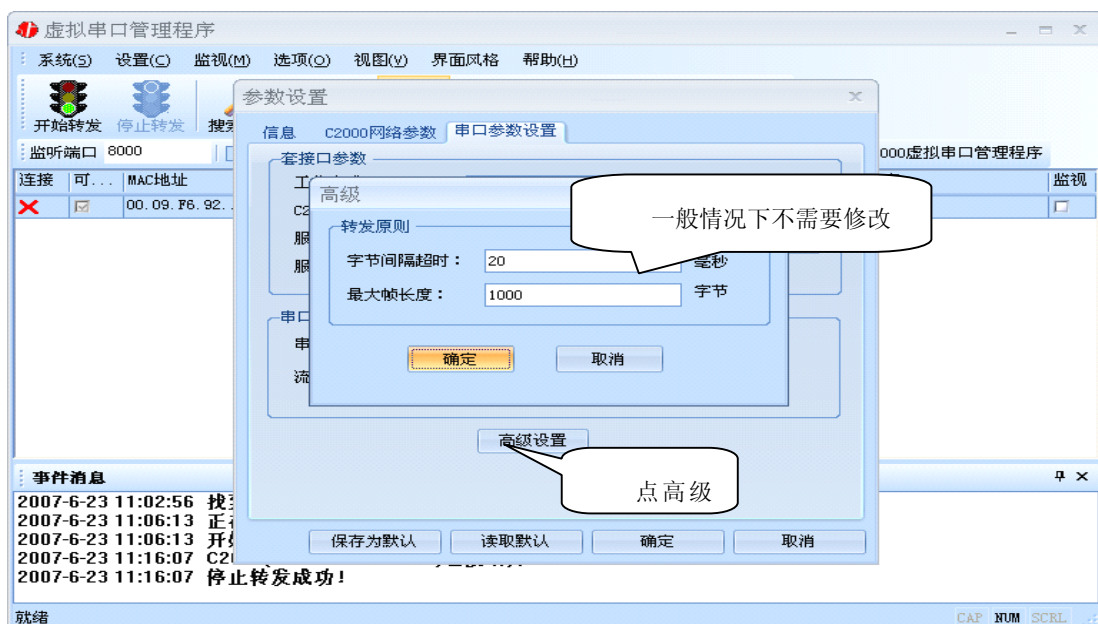 虚拟串口管理程序
系统(S) 设置(C) 监视(M) 选项(O) 视图(V) 界面风格 帮助(H)
开始转发 停止转发
监听端口 8000
000虚拟串口管理程序
连接 可... MAC地址 监视
00.09.F6.92..
参数设置
信息 C2000网络参数 串口参数设置
套接口参数
高级
转发原则
字节间隔超时： 20 毫秒
最大帧长度： 1000 字节
确定 取消
一般情况下不需要修改
高级设置
点高级
保存为默认 读取默认 确定 取消
事件消息
2007-6-23 11:02:56
2007-6-23 11:06:13
2007-6-23 11:06:13
2007-6-23 11:16:07
2007-6-23 11:16:07 停止转发成功!
就绪
CAP NUM SCRL